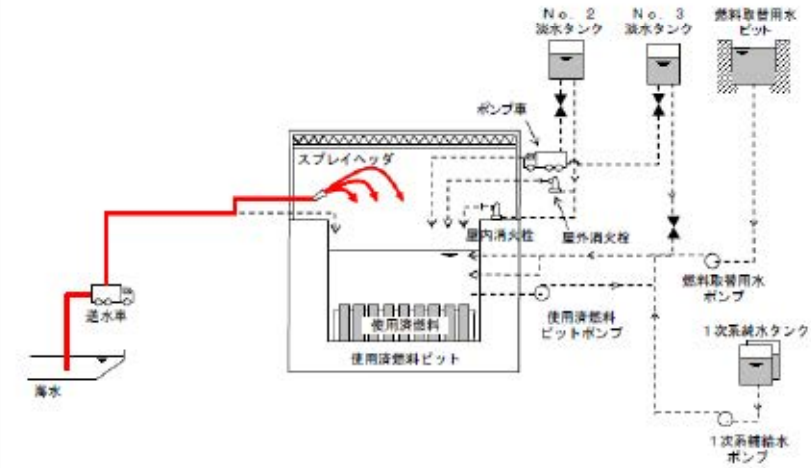 No. 2
淡水タンク
No. 3
淡水タンク
燃料取替用水
ピット
ポンプ車
スプレイヘッダ
屋内消火栓
屋外消火栓
燃料取替用水
ポンプ
送水車
使用済燃料
使用済燃料
ピットポンプ
1次系純水タンク
使用済燃料ピット
海水
1次系補給水
ポンプ